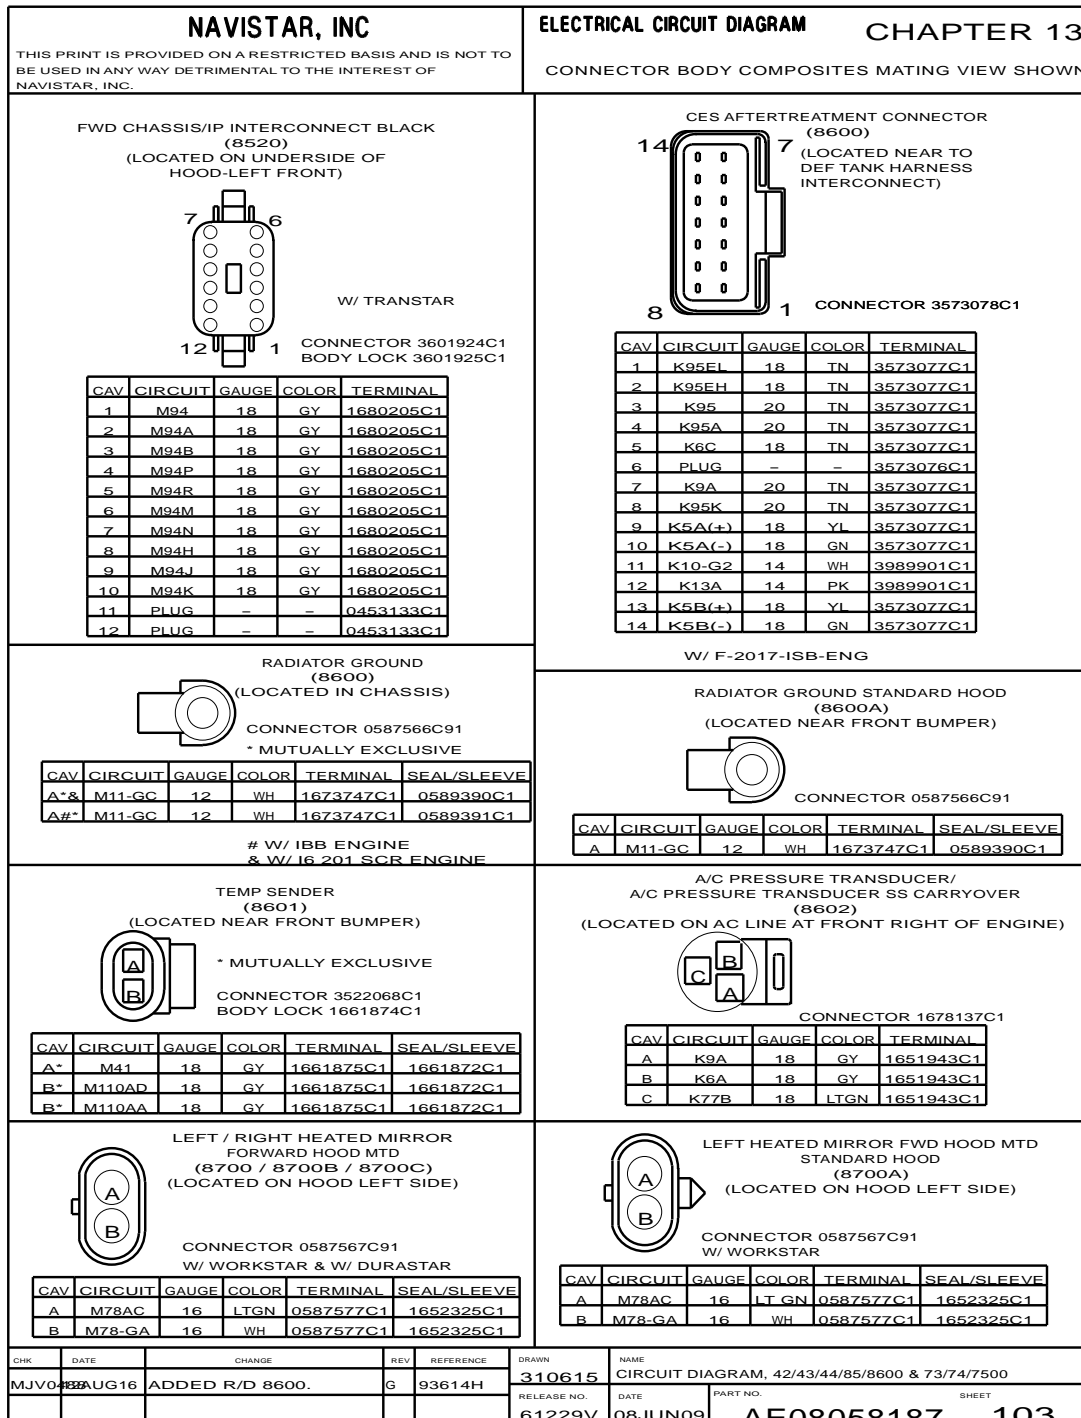 NAVISTAR, INC
THIS PRINT IS PROVIDED ON A RESTRICTED BASIS AND IS NOT TO
BE USED IN ANY WAY DETRIMENTAL TO THE INTEREST OF
NAVISTAR, INC.
ELECTRICAL CIRCUIT DIAGRAM CHAPTER 13
CONNECTOR BODY COMPOSITES MATING VIEW SHOWN
FWD CHASSIS/IP INTERCONNECT BLACK
(8520)
(LOCATED ON UNDERSIDE OF
HOOD-LEFT FRONT)
7 6
W/ TRANSTAR
12 1
CONNECTOR 3601924C1
BODY LOCK 3601925C1
CAV CIRCUIT GAUGE COLOR TERMINAL
1 M94 18 GY 1680205C1
2 M94A 18 GY 1680205C1
3 M94B 18 GY 1680205C1
4 M94P 18 GY 1680205C1
5 M94R 18 GY 1680205C1
6 M94M 18 GY 1680205C1
7 M94N 18 GY 1680205C1
8 M94H 18 GY 1680205C1
9 M94J 18 GY 1680205C1
10 M94K 18 GY 1680205C1
11 PLUG – – 0453133C1
12 PLUG – – 0453133C1
CES AFTERTREATMENT CONNECTOR
(8600)
14 7
(LOCATED NEAR TO
DEF TANK HARNESS
INTERCONNECT)
8 1
CONNECTOR 3573078C1
CAV CIRCUIT GAUGE COLOR TERMINAL
1 K95EL 18 TN 3573077C1
2 K95EH 18 TN 3573077C1
3 K95 20 TN 3573077C1
4 K95A 20 TN 3573077C1
5 K6C 18 TN 3573077C1
6 PLUG – – 3573076C1
7 K9A 20 TN 3573077C1
8 K95K 20 TN 3573077C1
9 K5A(+) 18 YL 3573077C1
10 K5A(-) 18 GN 3573077C1
11 K10-G2 14 WH 3989901C1
12 K13A 14 PK 3989901C1
13 K5B(+) 18 YL 3573077C1
14 K5B(-) 18 GN 3573077C1
W/ F-2017-ISB-ENG
RADIATOR GROUND
(8600)
(LOCATED IN CHASSIS)
CONNECTOR 0587566C91
* MUTUALLY EXCLUSIVE
CAV CIRCUIT GAUGE COLOR TERMINAL SEAL/SLEEVE
A*& M11-GC 12 WH 1673747C1 0589390C1
A#* M11-GC 12 WH 1673747C1 0589391C1
# W/ IBB ENGINE
& W/ I6 201 SCR ENGINE
RADIATOR GROUND STANDARD HOOD
(8600A)
(LOCATED NEAR FRONT BUMPER)
CONNECTOR 0587566C91
CAV CIRCUIT GAUGE COLOR TERMINAL SEAL/SLEEVE
A M11-GC 12 WH 1673747C1 0589390C1
TEMP SENDER
(8601)
(LOCATED NEAR FRONT BUMPER)
A
B
* MUTUALLY EXCLUSIVE
CONNECTOR 3522068C1
BODY LOCK 1661874C1
CAV CIRCUIT GAUGE COLOR TERMINAL SEAL/SLEEVE
A* M41 18 GY 1661875C1 1661872C1
B* M110AD 18 GY 1661875C1 1661872C1
B* M110AA 18 GY 1661875C1 1661872C1
A/C PRESSURE TRANSDUCER/
A/C PRESSURE TRANSDUCER SS CARRYOVER
(8602)
(LOCATED ON AC LINE AT FRONT RIGHT OF ENGINE)
B
C
A
CONNECTOR 1678137C1
CAV CIRCUIT GAUGE COLOR TERMINAL
A K9A 18 GY 1651943C1
B K6A 18 GY 1651943C1
C K77B 18 LTGN 1651943C1
LEFT / RIGHT HEATED MIRROR
FORWARD HOOD MTD
(8700 / 8700B / 8700C)
(LOCATED ON HOOD LEFT SIDE)
A
B
CONNECTOR 0587567C91
W/ WORKSTAR & W/ DURASTAR
CAV CIRCUIT GAUGE COLOR TERMINAL SEAL/SLEEVE
A M78AC 16 LTGN 0587577C1 1652325C1
B M78-GA 16 WH 0587577C1 1652325C1
LEFT HEATED MIRROR FWD HOOD MTD
STANDARD HOOD
(8700A)
(LOCATED ON HOOD LEFT SIDE)
A
B
CONNECTOR 0587567C91
W/ WORKSTAR
CAV CIRCUIT GAUGE COLOR TERMINAL SEAL/SLEEVE
A M78AC 16 LT GN 0587577C1 1652325C1
B M78-GA 16 WH 0587577C1 1652325C1
CHK DATE CHANGE REV REFERENCE
ADDED R/D 8600. G 93614H
DRAWN
310615
NAME
CIRCUIT DIAGRAM, 42/43/44/85/8600 & 73/74/7500
RELEASE NO. DATE PART NO. SHEET
61229V 08JUN09 AE08058187 103